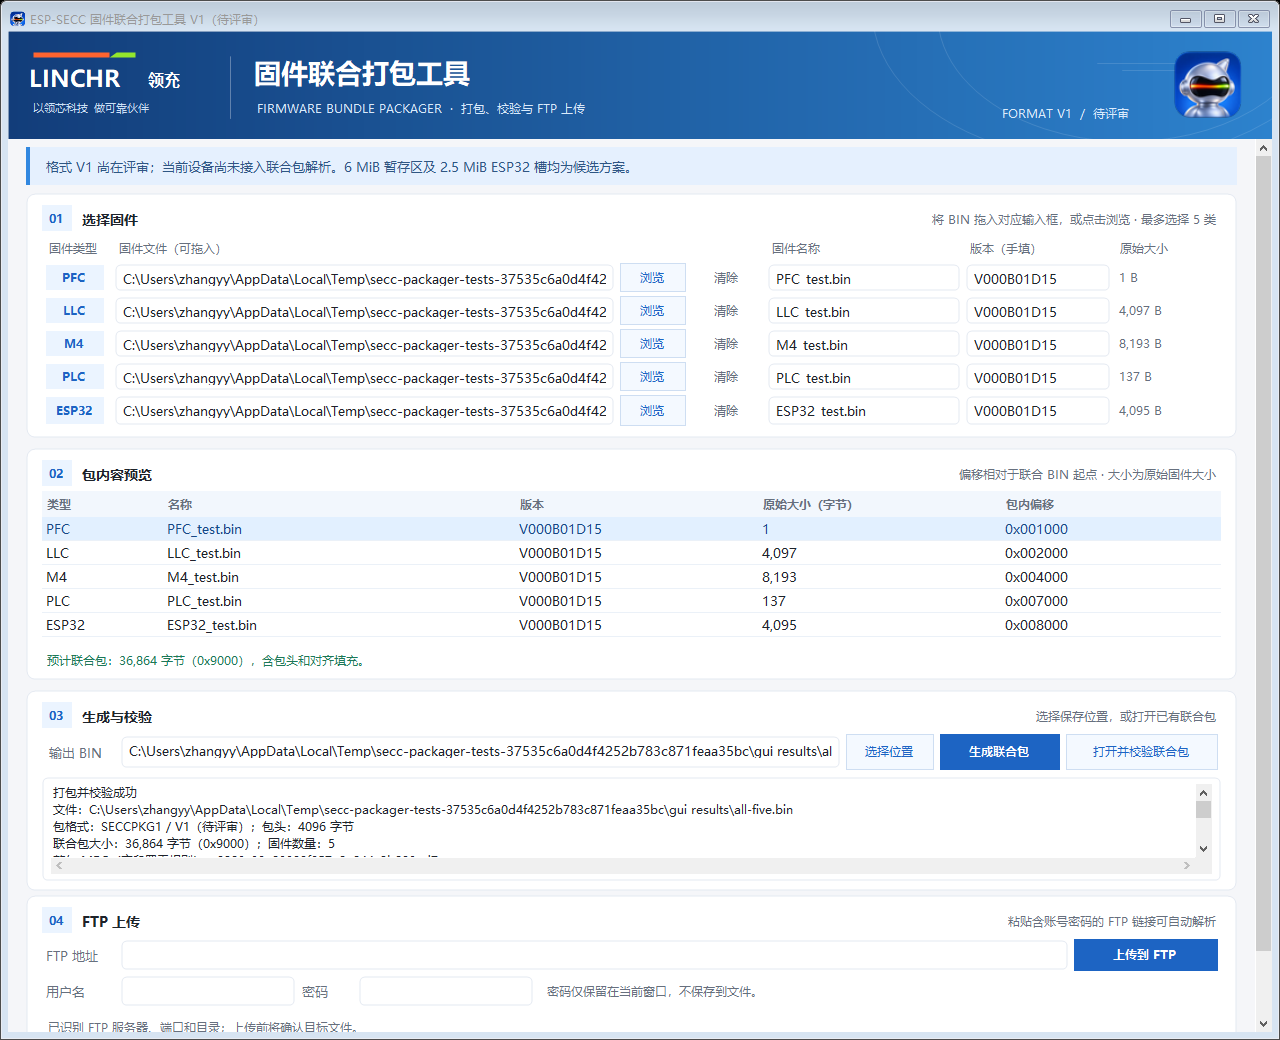 ESP-SECC 固件联合打包工具 V1（待评审）
LINCHR 领充
以领芯科技 做可靠伙伴
固件联合打包工具
FIRMWARE BUNDLE PACKAGER · 打包、校验与 FTP 上传
FORMAT V1 / 待评审
格式 V1 尚在评审；当前设备尚未接入联合包解析。6 MiB 暂存区及 2.5 MiB ESP32 槽均为候选方案。
01 选择固件 将 BIN 拖入对应输入框，或点击浏览 · 最多选择 5 类
固件类型 固件文件（可拖入） 固件名称 版本（手填） 原始大小
PFC C:\Users\zhangyy\AppData\Local\Temp\secc-packager-tests-37535c6a0d4f42 浏览 清除 PFC_test.bin V000B01D15 1 B
LLC C:\Users\zhangyy\AppData\Local\Temp\secc-packager-tests-37535c6a0d4f42 浏览 清除 LLC_test.bin V000B01D15 4,097 B
M4 C:\Users\zhangyy\AppData\Local\Temp\secc-packager-tests-37535c6a0d4f42 浏览 清除 M4_test.bin V000B01D15 8,193 B
PLC C:\Users\zhangyy\AppData\Local\Temp\secc-packager-tests-37535c6a0d4f42 浏览 清除 PLC_test.bin V000B01D15 137 B
ESP32 C:\Users\zhangyy\AppData\Local\Temp\secc-packager-tests-37535c6a0d4f42 浏览 清除 ESP32_test.bin V000B01D15 4,095 B
02 包内容预览 偏移相对于联合 BIN 起点 · 大小为原始固件大小
类型 名称 版本 原始大小（字节） 包内偏移
PFC PFC_test.bin V000B01D15 1 0x001000
LLC LLC_test.bin V000B01D15 4,097 0x002000
M4 M4_test.bin V000B01D15 8,193 0x004000
PLC PLC_test.bin V000B01D15 137 0x007000
ESP32 ESP32_test.bin V000B01D15 4,095 0x008000
预计联合包：36,864 字节（0x9000），含包头和对齐填充。
03 生成与校验 选择保存位置，或打开已有联合包
输出 BIN C:\Users\zhangyy\AppData\Local\Temp\secc-packager-tests-37535c6a0d4f4252b783c871feaa35bc\gui results\al 选择位置 生成联合包 打开并校验联合包
打包并校验成功
文件：C:\Users\zhangyy\AppData\Local\Temp\secc-packager-tests-37535c6a0d4f4252b783c871feaa35bc\gui results\all-five.bin
包格式：SECCPKG1 / V1（待评审）；包头：4096 字节
联合包大小：36,864 字节（0x9000）；固件数量：5
04 FTP 上传 粘贴含账号密码的 FTP 链接可自动解析
FTP 地址 上传到 FTP
用户名 密码 密码仅保留在当前窗口，不保存到文件。
已识别 FTP 服务器、端口和目录；上传前将确认目标文件。